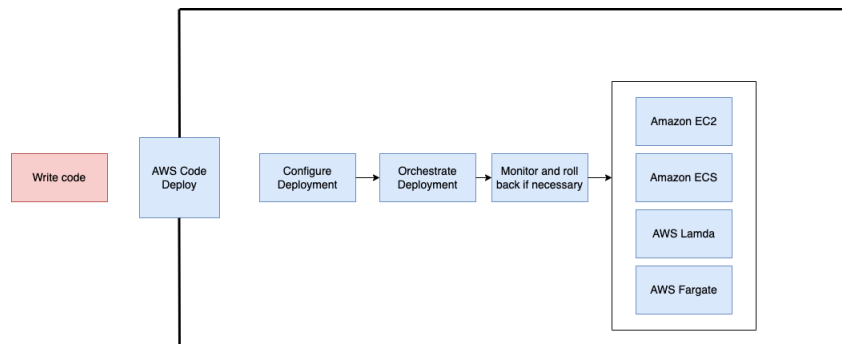 Write code
AWS Code
Deploy
Configure
Deployment
Orchestrate
Deployment
Monitor and roll
back if necessary
Amazon EC2
Amazon ECS
AWS Lamda
AWS Fargate